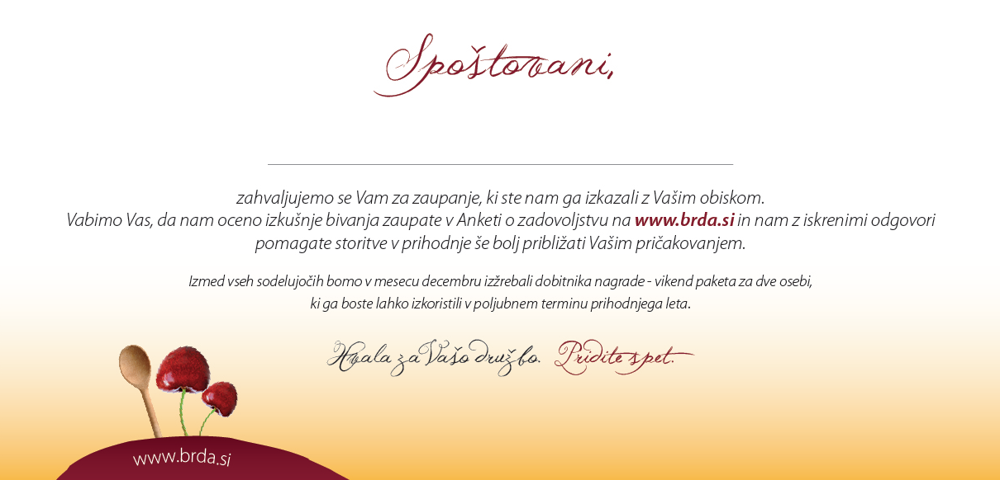 Spoštovani,
zahvaljujemo se Vam za zaupanje, ki ste nam ga izkazali z Vašim obiskom.
Vabimo Vas, da nam oceno izkušnje bivanja zaupate v Anketi o zadovoljstvu na www.brda.si in nam z iskrenimi odgovori
pomagate storitve v prihodnje še bolj približati Vašim pričakovanjem.
Izmed vseh sodelujočih bomo v mesecu decembru izžrebali dobitnika nagrade - vikend paketa za dve osebi,
ki ga boste lahko izkoristili v poljubnem terminu prihodnjega leta.
Hvala za Vašo družbo. Pridite spet.
www.brda.si